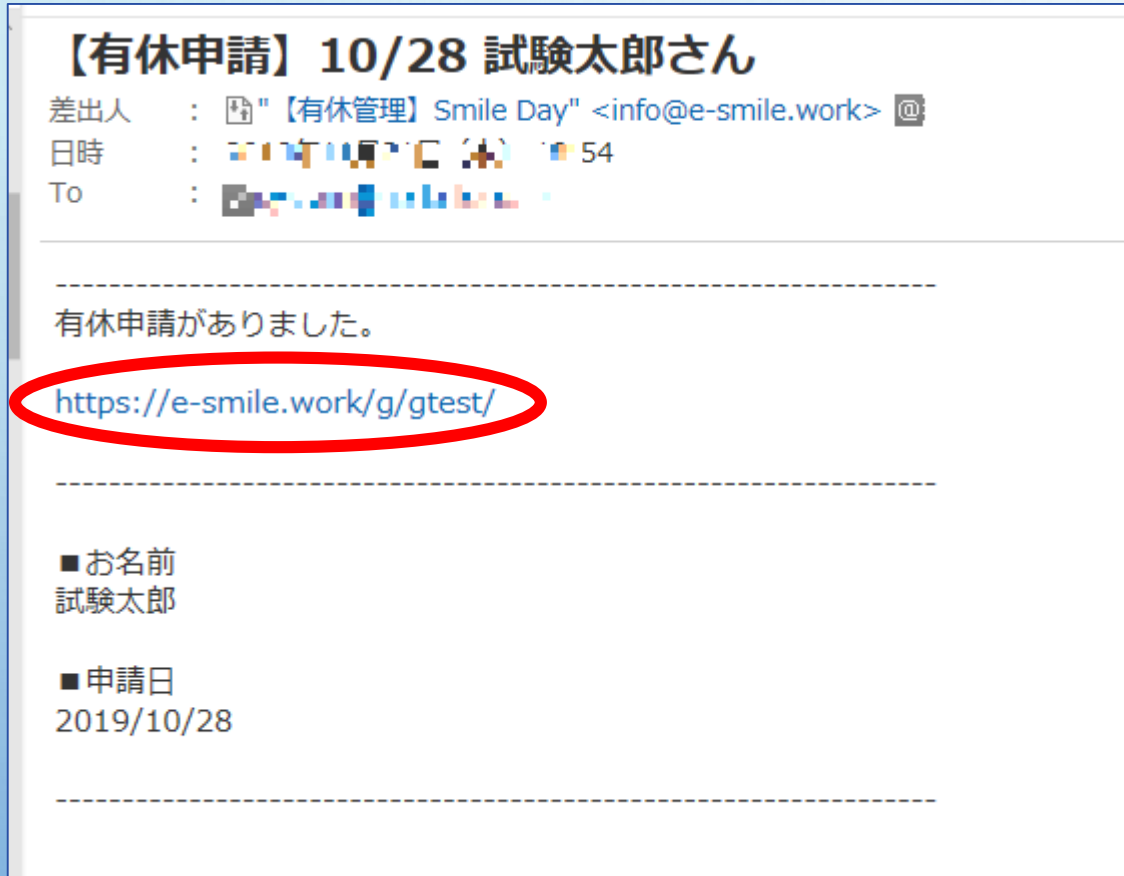 【有休申請】10/28 試験太郎さん
差出人 : "【有休管理】Smile Day" <info@e-smile.work>
日時 : 54
To :
------------------------------------------------------------------
有休申請がありました。
https://e-smile.work/g/gtest/
------------------------------------------------------------------
■お名前
試験太郎
■申請日
2019/10/28
------------------------------------------------------------------